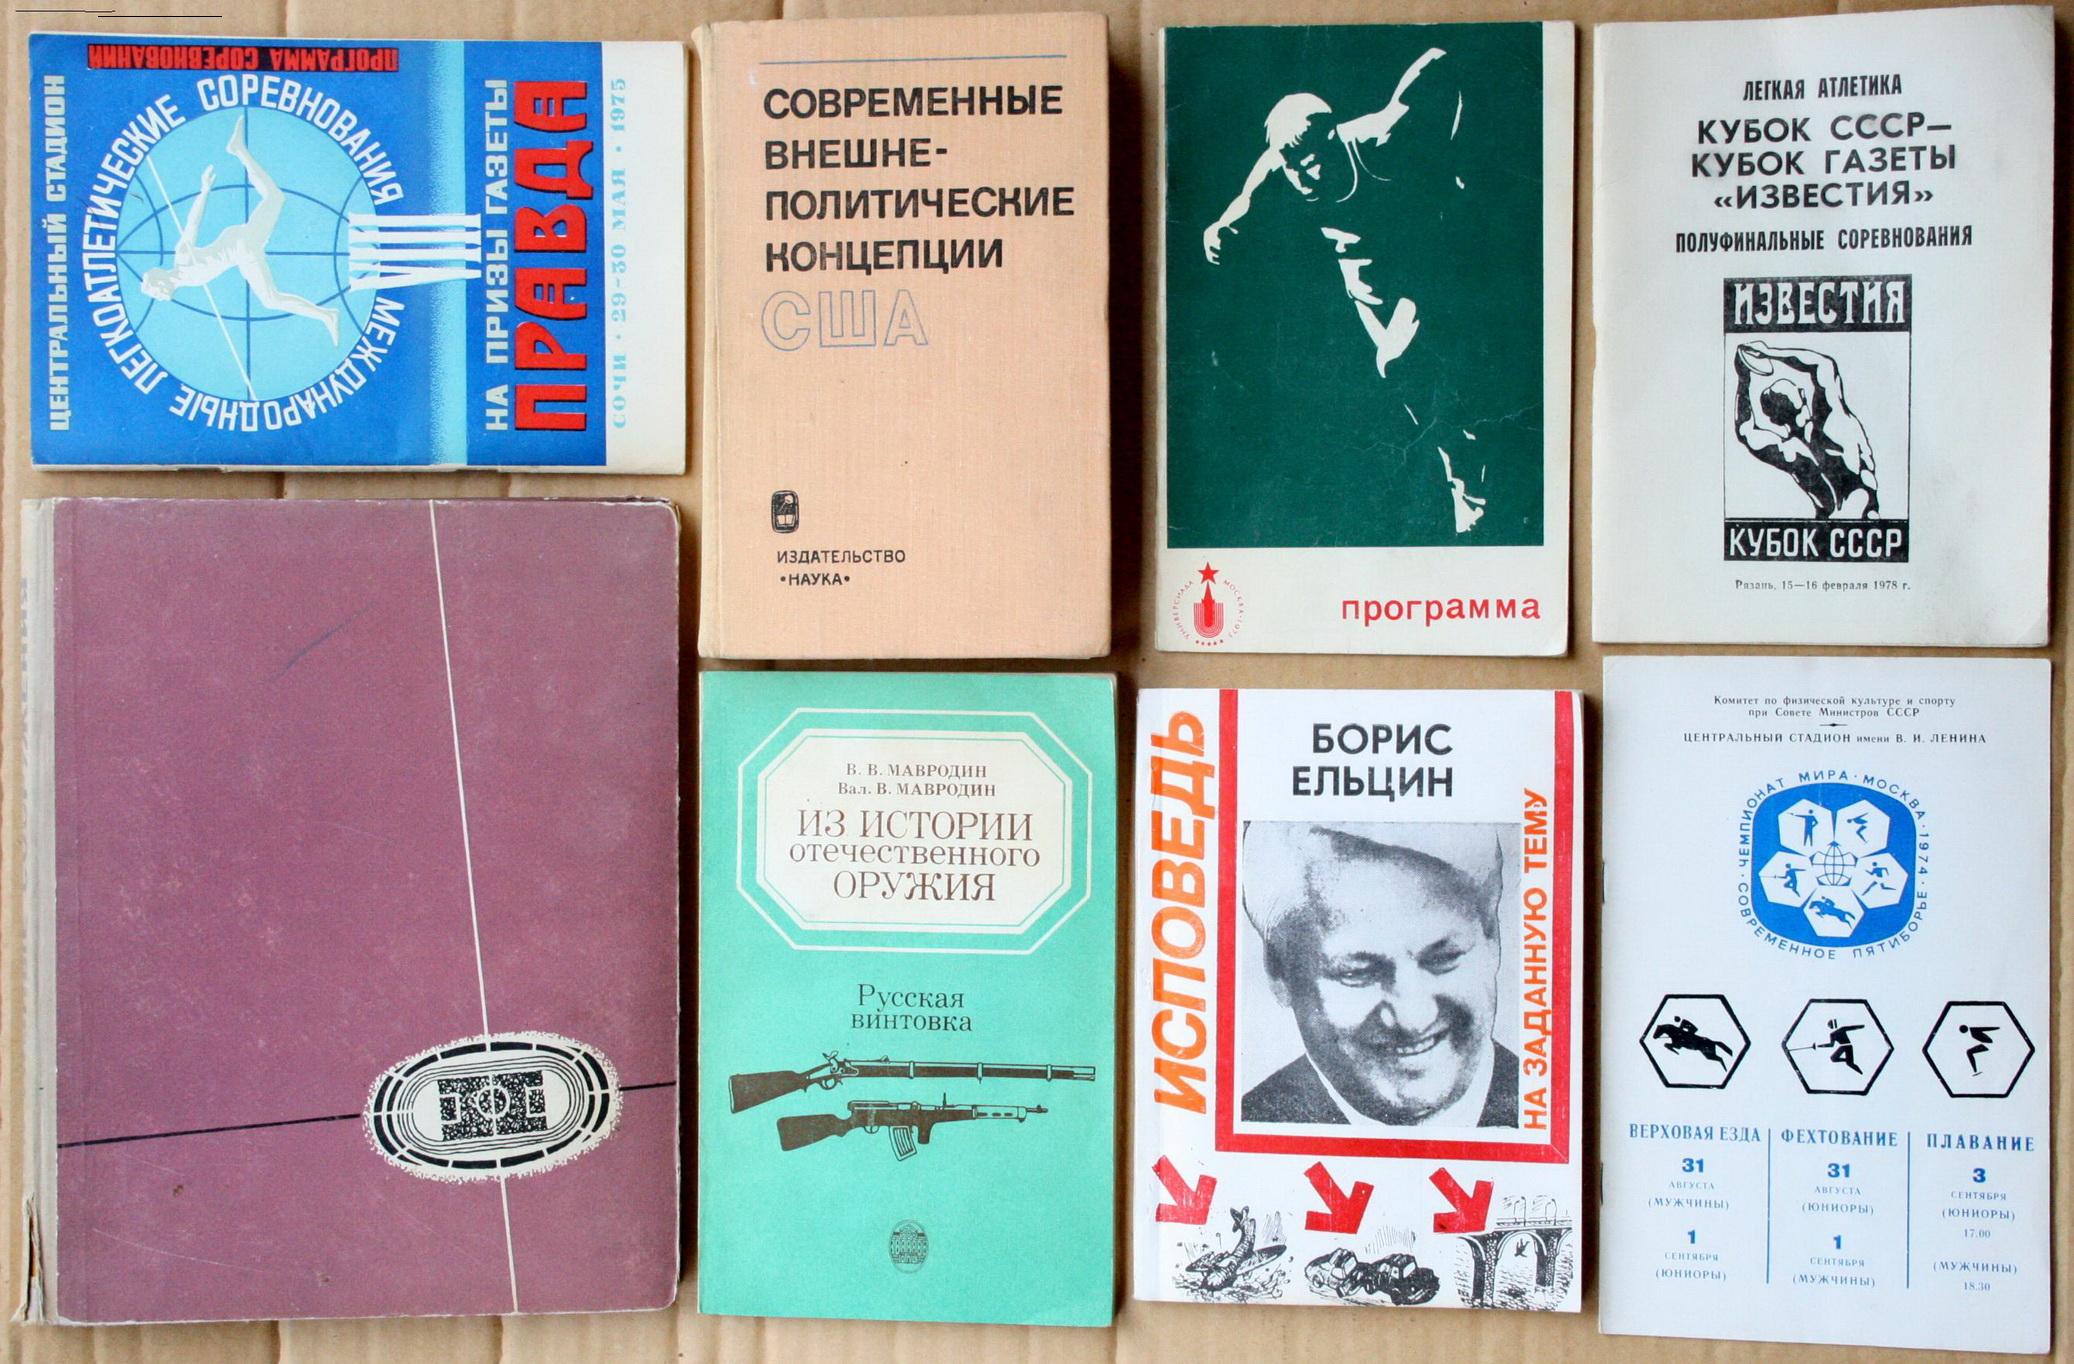 ЦЕНТРАЛЬНЫЙ СТАДИОН
ПРОГРАММА СОРЕВНОВАНИЙ
МЕЖДУНАРОДНЫЕ ЛЕГКОАТЛЕТИЧЕСКИЕ СОРЕВНОВАНИЯ
НА ПРИЗЫ ГАЗЕТЫ
ПРАВДА
СОЧИ · 29-30 МАЯ · 1975
СОВРЕМЕННЫЕ
ВНЕШНЕ-
ПОЛИТИЧЕСКИЕ
КОНЦЕПЦИИ
США
ИЗДАТЕЛЬСТВО
•НАУКА•
УНИВЕРСИАДА МОСКВА·1973
программа
ЛЕГКАЯ АТЛЕТИКА
КУБОК СССР—
КУБОК ГАЗЕТЫ
«ИЗВЕСТИЯ»
ПОЛУФИНАЛЬНЫЕ СОРЕВНОВАНИЯ
ИЗВЕСТИЯ
КУБОК СССР
Рязань, 15—16 февраля 1978 г.
В. В. МАВРОДИН
Вал. В. МАВРОДИН
ИЗ ИСТОРИИ
отечественного
ОРУЖИЯ
Русская
винтовка
БОРИС
ЕЛЬЦИН
ИСПОВЕДЬ
НА ЗАДАННУЮ ТЕМУ
Комитет по физической культуре и спорту
при Совете Министров СССР
ЦЕНТРАЛЬНЫЙ СТАДИОН имени В. И. ЛЕНИНА
ЧЕМПИОНАТ МИРА · МОСКВА · 1974 ·
СОВРЕМЕННОЕ ПЯТИБОРЬЕ
ВЕРХОВАЯ ЕЗДА
31
АВГУСТА
(МУЖЧИНЫ)
1
СЕНТЯБРЯ
(ЮНИОРЫ)
ФЕХТОВАНИЕ
31
АВГУСТА
(ЮНИОРЫ)
1
СЕНТЯБРЯ
(МУЖЧИНЫ)
ПЛАВАНИЕ
3
СЕНТЯБРЯ
(ЮНИОРЫ)
17.00
(МУЖЧИНЫ)
18.30